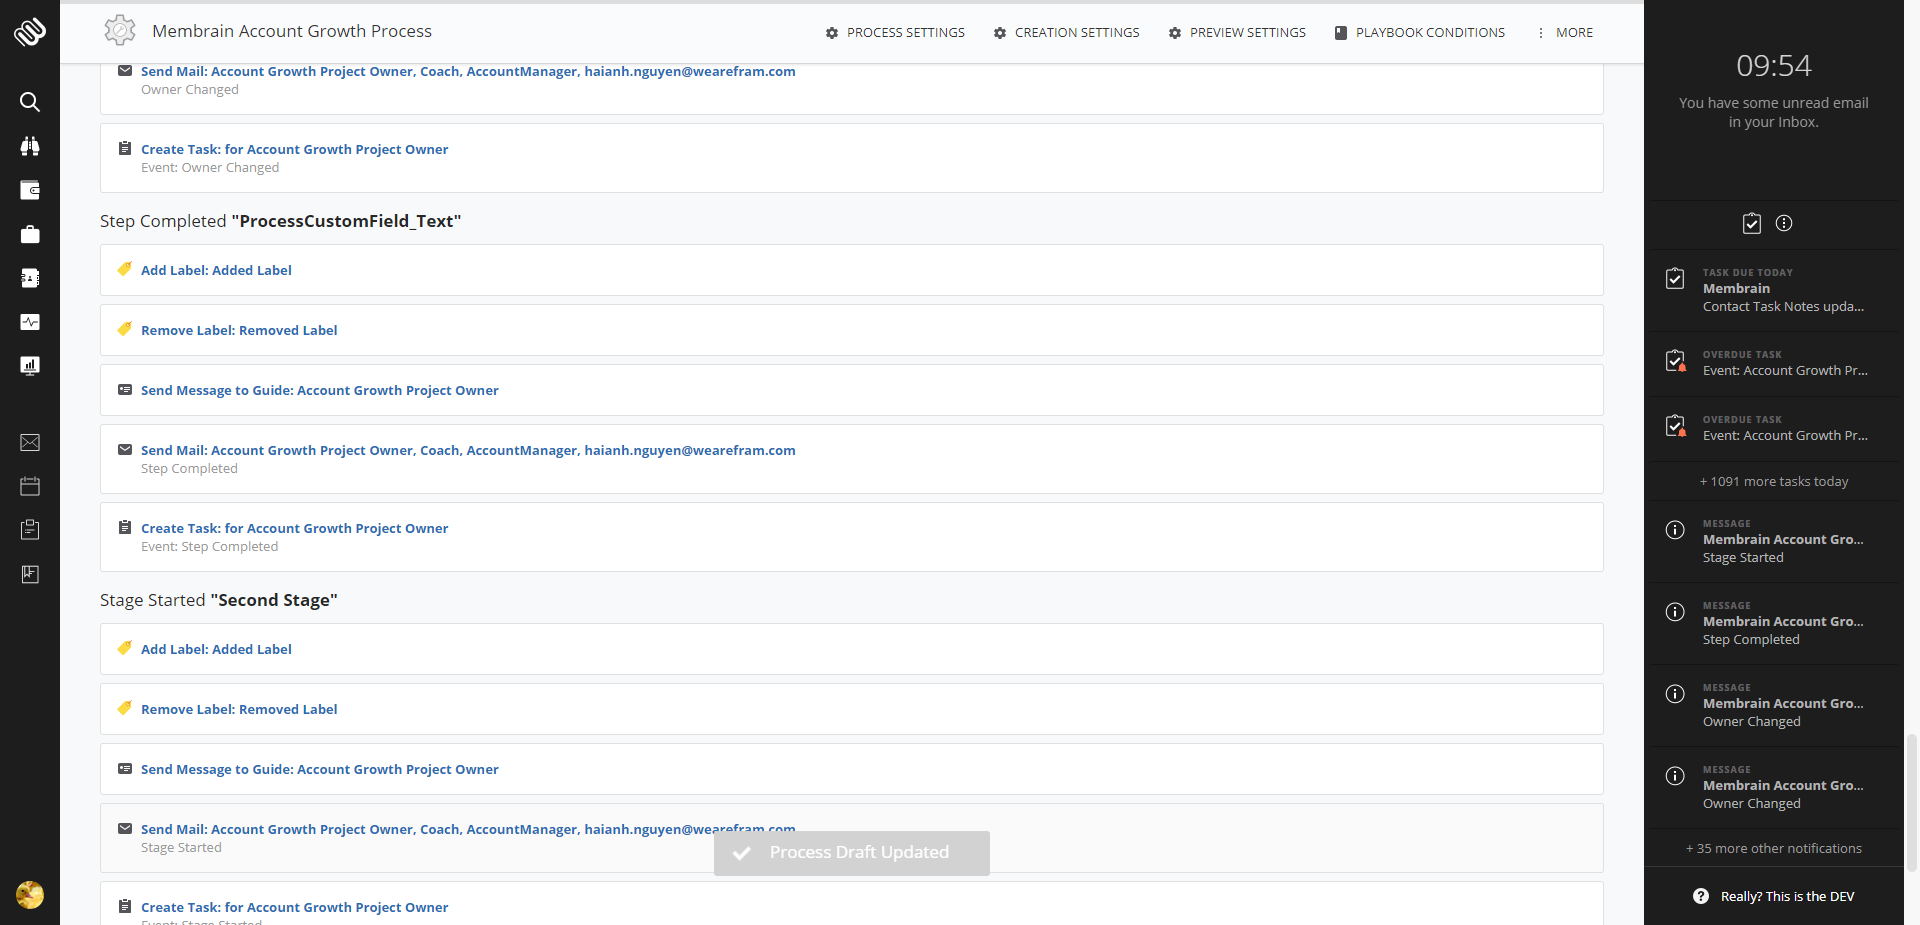 Membrain Account Growth Process
PROCESS SETTINGS
CREATION SETTINGS
PREVIEW SETTINGS
PLAYBOOK CONDITIONS
MORE
Send Mail: Account Growth Project Owner, Coach, AccountManager, haianh.nguyen@wearefram.com
Owner Changed
Create Task: for Account Growth Project Owner
Event: Owner Changed
Step Completed "ProcessCustomField_Text"
Add Label: Added Label
Remove Label: Removed Label
Send Message to Guide: Account Growth Project Owner
Send Mail: Account Growth Project Owner, Coach, AccountManager, haianh.nguyen@wearefram.com
Step Completed
Create Task: for Account Growth Project Owner
Event: Step Completed
Stage Started "Second Stage"
Add Label: Added Label
Remove Label: Removed Label
Send Message to Guide: Account Growth Project Owner
Send Mail: Account Growth Project Owner, Coach, AccountManager, haianh.nguyen@wearefram.com
Stage Started
Process Draft Updated
Create Task: for Account Growth Project Owner
Event: Stage Started
09:54
You have some unread email
in your Inbox.
TASK DUE TODAY
Membrain
Contact Task Notes upda...
OVERDUE TASK
Event: Account Growth Pr...
OVERDUE TASK
Event: Account Growth Pr...
+ 1091 more tasks today
MESSAGE
Membrain Account Gro...
Stage Started
MESSAGE
Membrain Account Gro...
Step Completed
MESSAGE
Membrain Account Gro...
Owner Changed
MESSAGE
Membrain Account Gro...
Owner Changed
+ 35 more other notifications
Really? This is the DEV